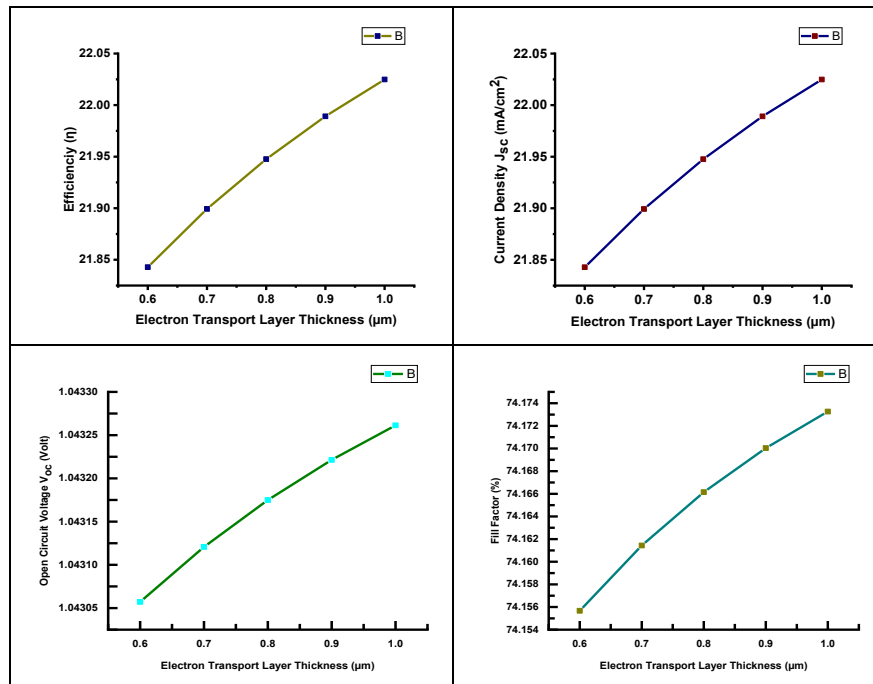 B
22.05
22.00
21.95
21.90
21.85
Efficienciy (η)
0.6 0.7 0.8 0.9 1.0
Electron Transport Layer Thickness (μm)
B
22.05
22.00
21.95
21.90
21.85
Current Density JSC (mA/cm2)
0.6 0.7 0.8 0.9 1.0
Electron Transport Layer Thickness (μm)
B
1.04330
1.04325
1.04320
1.04315
1.04310
1.04305
Open Circuit Voltage VOC (Volt)
0.6 0.7 0.8 0.9 1.0
Electron Transport Layer Thickness (μm)
B
74.174
74.172
74.170
74.168
74.166
74.164
74.162
74.160
74.158
74.156
74.154
Fill Factor (%)
0.6 0.7 0.8 0.9 1.0
Electron Transport Layer Thickness (μm)